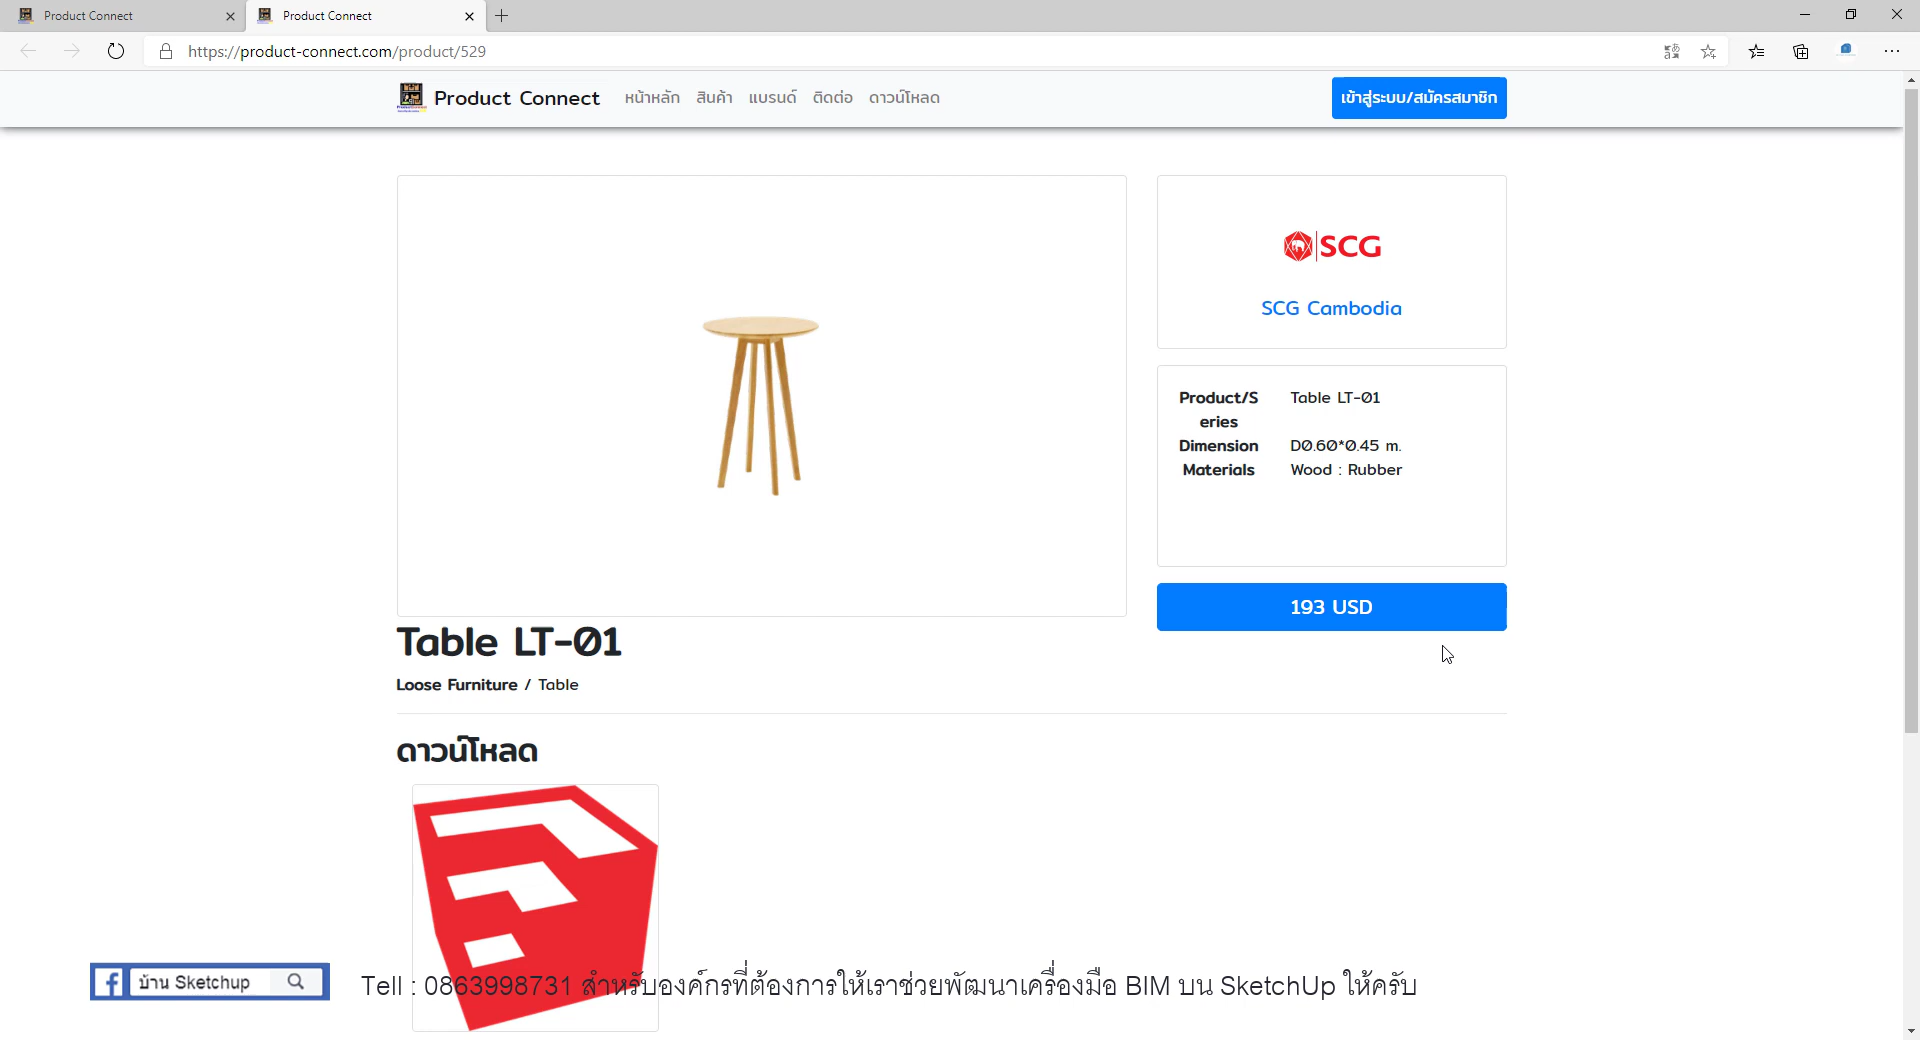 Product Connect
Product Connect
https://product-connect.com/product/529
Product Connect
หน้าหลัก สินค้า แบรนด์ ติดต่อ ดาวน์โหลด
เข้าสู่ระบบ/สมัครสมาชิก
SCG
SCG Cambodia
Product/S
eries
Table LT-01
Dimension D0.60*0.45 m.
Materials Wood : Rubber
193 USD
Table LT-01
Loose Furniture / Table
ดาวน์โหลด
บ้าน Sketchup
Tell : 0863998731 สำหรับองค์กรที่ต้องการให้เราช่วยพัฒนาเครื่องมือ BIM บน SketchUp ให้ครับ